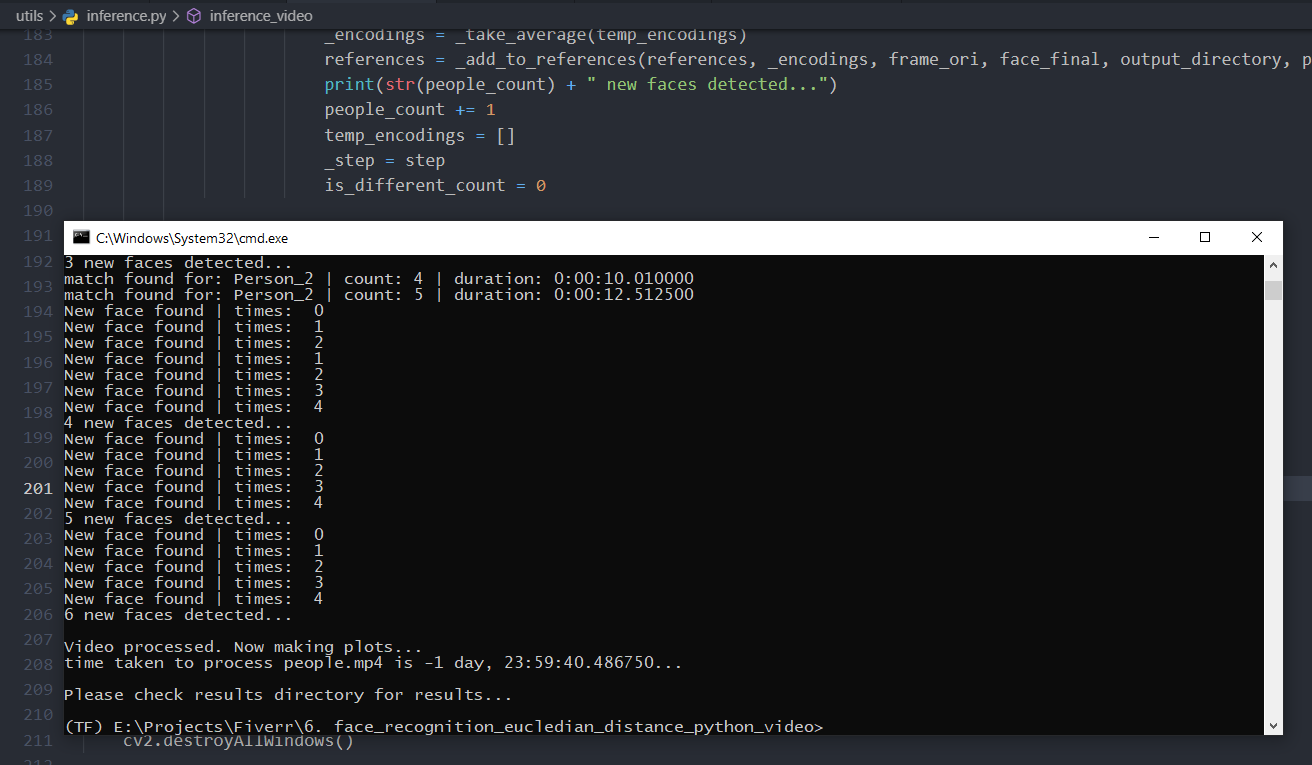 utils > inference.py > inference_video
183 _encodings = _take_average(temp_encodings)
184 references = _add_to_references(references, _encodings, frame_ori, face_final, output_directory, p
185 print(str(people_count) + " new faces detected...")
186 people_count += 1
187 temp_encodings = []
188 _step = step
189 is_different_count = 0
190
191
C:\Windows\System32\cmd.exe
192
193
194
195
196
197
198
199
200
201
202
203
204
205
206
207
208
209
210
3 new faces detected...
match found for: Person_2 | count: 4 | duration: 0:00:10.010000
match found for: Person_2 | count: 5 | duration: 0:00:12.512500
New face found | times:  0
New face found | times:  1
New face found | times:  2
New face found | times:  1
New face found | times:  2
New face found | times:  3
New face found | times:  4
4 new faces detected...
New face found | times:  0
New face found | times:  1
New face found | times:  2
New face found | times:  3
New face found | times:  4
5 new faces detected...
New face found | times:  0
New face found | times:  1
New face found | times:  2
New face found | times:  3
New face found | times:  4
6 new faces detected...
Video processed. Now making plots...
time taken to process people.mp4 is -1 day, 23:59:40.486750...
Please check results directory for results...
(TF) E:\Projects\Fiverr\6. face_recognition_eucledian_distance_python_video>
211 cv2.destroyAllWindows()
212